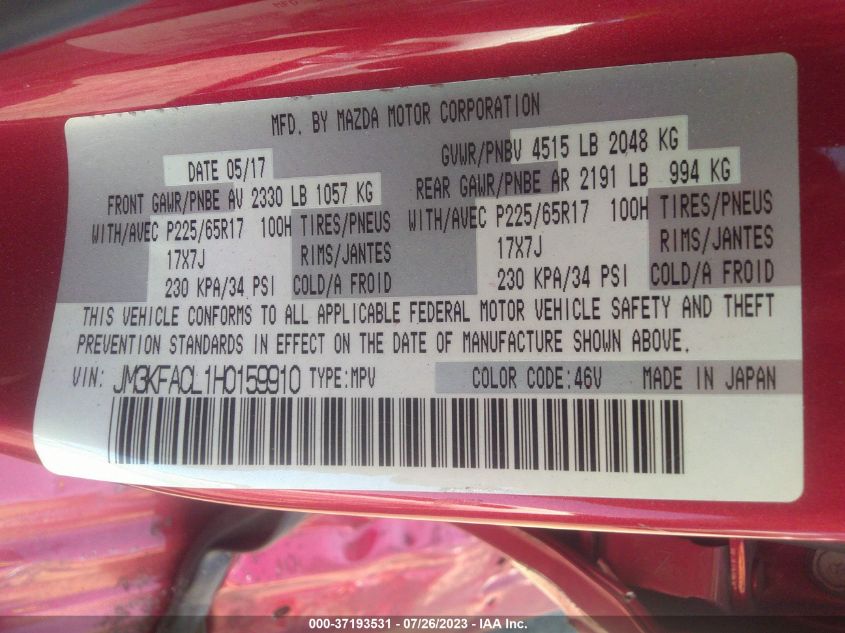 MFD. BY MAZDA MOTOR CORPORATION
DATE 05/17
GVWR/PNBV 4515 LB 2048 KG
FRONT GAWR/PNBE AV 2330 LB 1057 KG
REAR GAWR/PNBE AR 2191 LB 994 KG
WITH/AVEC P225/65R17 100H TIRES/PNEUS
WITH/AVEC P225/65R17 100H TIRES/PNEUS
17X7J RIMS/JANTES
17X7J RIMS/JANTES
230 KPA/34 PSI COLD/A FROID
230 KPA/34 PSI COLD/A FROID
THIS VEHICLE CONFORMS TO ALL APPLICABLE FEDERAL MOTOR VEHICLE SAFETY AND THEFT
PREVENTION STANDARDS IN EFFECT ON THE DATE OF MANUFACTURE SHOWN ABOVE.
VIN: JM3KFACL1H0159910 TYPE:MPV COLOR CODE:46V MADE IN JAPAN
000-37193531 / 07/26/2023 / IAA Inc.